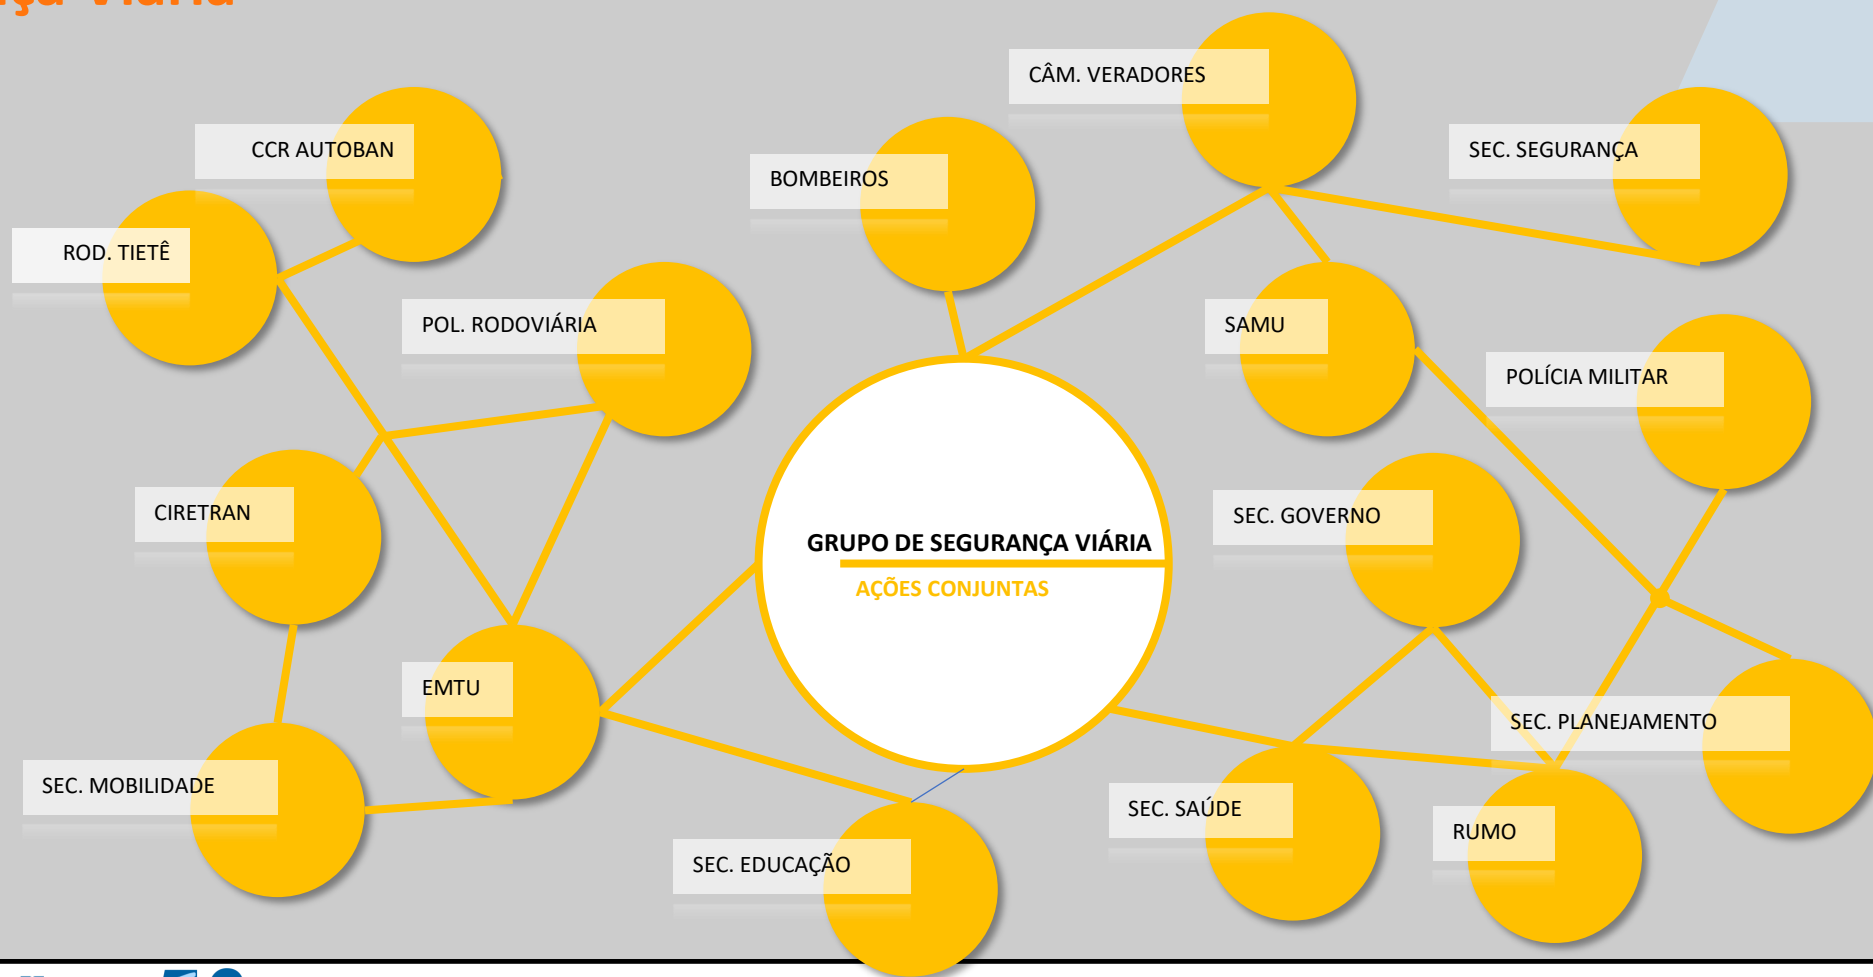 Viária
CÂM. VERADORES
CCR AUTOBAN
SEC. SEGURANÇA
BOMBEIROS
ROD. TIETÊ
POL. RODOVIÁRIA
SAMU
POLÍCIA MILITAR
CIRETRAN
SEC. GOVERNO
GRUPO DE SEGURANÇA VIÁRIA
AÇÕES CONJUNTAS
EMTU
SEC. PLANEJAMENTO
SEC. MOBILIDADE
SEC. SAÚDE
RUMO
SEC. EDUCAÇÃO